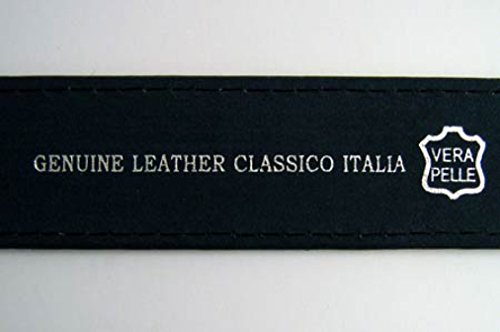 GENUINE LEATHER CLASSICO ITALIA
VERA
PELLE